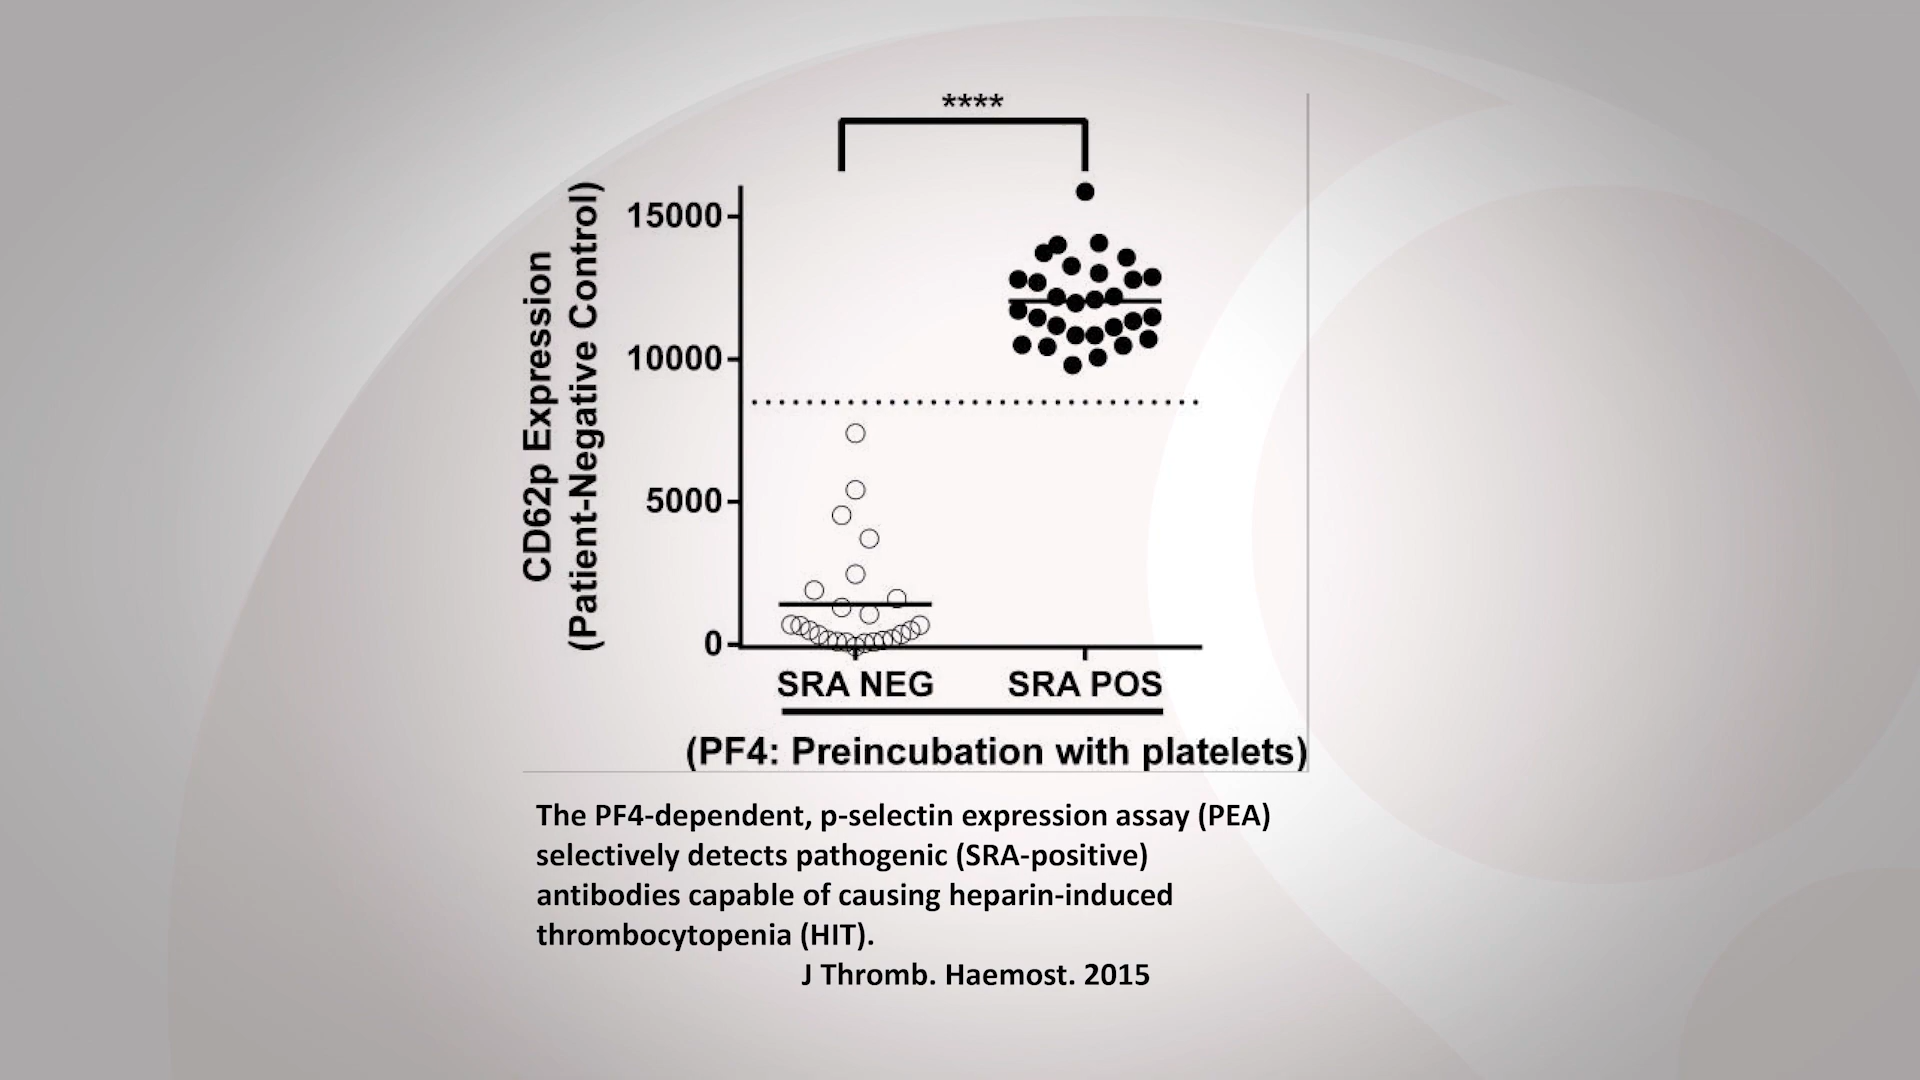 ****
CD62p Expression
(Patient-Negative Control)
15000
10000
5000
0
SRA NEG SRA POS
(PF4: Preincubation with platelets)
The PF4-dependent, p-selectin expression assay (PEA)
selectively detects pathogenic (SRA-positive)
antibodies capable of causing heparin-induced
thrombocytopenia (HIT).
J Thromb. Haemost. 2015